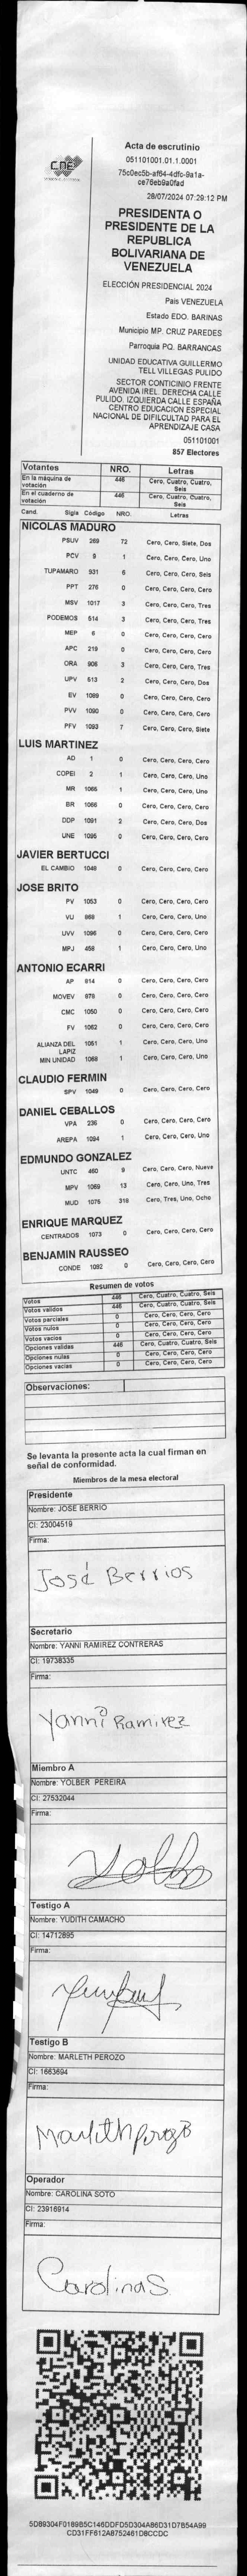 CNE
Acta de escrutinio
051101001.01.1.0001
75c0ec5b-af64-4dfc-9a1a-
ce76eb9a0fad
28/07/2024 07:29:12 PM
PRESIDENTA O
PRESIDENTE DE LA
REPUBLICA
BOLIVARIANA DE
VENEZUELA
ELECCIÓN PRESIDENCIAL 2024
Pais VENEZUELA
Estado EDO. BARINAS
Municipio MP. CRUZ PAREDES
Parroquia PQ. BARRANCAS
UNIDAD EDUCATIVA GUILLERMO
TELL VILLEGAS PULIDO
SECTOR CONTICINIO FRENTE
AVENIDA IREL. DERECHA CALLE
PULIDO. IZQUIERDA CALLE ESPAÑA
CENTRO EDUCACION ESPECIAL
NACIONAL DE DIFILCULTAD PARA EL
APRENDIZAJE CASA
051101001
857 Electores
Votantes NRO. Letras
En la máquina de votación 446 Cero, Cuatro, Cuatro, Seis
En el cuaderno de votación 446 Cero, Cuatro, Cuatro, Seis
Cand. Sigla Código NRO. Letras
NICOLAS MADURO
PSUV 269 72 Cero, Cero, Siete, Dos
PCV 9 1 Cero, Cero, Cero, Uno
TUPAMARO 931 6 Cero, Cero, Cero, Seis
PPT 276 0 Cero, Cero, Cero, Cero
MSV 1017 3 Cero, Cero, Cero, Tres
PODEMOS 514 3 Cero, Cero, Cero, Tres
MEP 6 0 Cero, Cero, Cero, Cero
APC 219 0 Cero, Cero, Cero, Cero
ORA 906 3 Cero, Cero, Cero, Tres
UPV 513 2 Cero, Cero, Cero, Dos
EV 1089 0 Cero, Cero, Cero, Cero
PVV 1090 0 Cero, Cero, Cero, Cero
PFV 1093 7 Cero, Cero, Cero, Siete
LUIS MARTINEZ
AD 1 0 Cero, Cero, Cero, Cero
COPEI 2 1 Cero, Cero, Cero, Uno
MR 1065 1 Cero, Cero, Cero, Uno
BR 1066 0 Cero, Cero, Cero, Cero
DDP 1091 2 Cero, Cero, Cero, Dos
UNE 1095 0 Cero, Cero, Cero, Cero
JAVIER BERTUCCI
EL CAMBIO 1046 0 Cero, Cero, Cero, Cero
JOSE BRITO
PV 1053 0 Cero, Cero, Cero, Cero
VU 868 1 Cero, Cero, Cero, Uno
UVV 1096 0 Cero, Cero, Cero, Cero
MPJ 458 1 Cero, Cero, Cero, Uno
ANTONIO ECARRI
AP 814 0 Cero, Cero, Cero, Cero
MOVEV 978 0 Cero, Cero, Cero, Cero
CMC 1050 0 Cero, Cero, Cero, Cero
FV 1062 0 Cero, Cero, Cero, Cero
ALIANZA DEL LAPIZ 1051 1 Cero, Cero, Cero, Uno
MIN UNIDAD 1068 1 Cero, Cero, Cero, Uno
CLAUDIO FERMIN
SPV 1049 0 Cero, Cero, Cero, Cero
DANIEL CEBALLOS
VPA 236 0 Cero, Cero, Cero, Cero
AREPA 1094 1 Cero, Cero, Cero, Uno
EDMUNDO GONZALEZ
UNTC 460 9 Cero, Cero, Cero, Nueve
MPV 1069 13 Cero, Cero, Uno, Tres
MUD 1075 318 Cero, Tres, Uno, Ocho
ENRIQUE MARQUEZ
CENTRADOS 1073 0 Cero, Cero, Cero, Cero
BENJAMIN RAUSSEO
CONDE 1092 0 Cero, Cero, Cero, Cero
Resumen de votos
Votos 446 Cero, Cuatro, Cuatro, Seis
Votos validos 446 Cero, Cuatro, Cuatro, Seis
Votos parciales 0 Cero, Cero, Cero, Cero
Votos nulos 0 Cero, Cero, Cero, Cero
Votos vacios 0 Cero, Cero, Cero, Cero
Opciones validas 446 Cero, Cuatro, Cuatro, Seis
Opciones nulas 0 Cero, Cero, Cero, Cero
Opciones vacias 0 Cero, Cero, Cero, Cero
Observaciones:
Se levanta la presente acta la cual firman en
señal de conformidad.
Miembros de la mesa electoral
Presidente
Nombre: JOSE BERRIO
CI: 23004519
Firma:
José Berrios
Secretario
Nombre: YANNI RAMIREZ CONTRERAS
CI: 19738335
Firma:
Yanni Ramirez
Miembro A
Nombre: YOLBER PEREIRA
CI: 27532044
Firma:
Testigo A
Nombre: YUDITH CAMACHO
CI: 14712895
Firma:
Testigo B
Nombre: MARLETH PEROZO
CI: 1663694
Firma:
Marleth Perozo
Operador
Nombre: CAROLINA SOTO
CI: 23916914
Firma:
Carolina S
5D89304F0189B5C146DDFD5D304A86D31D7B54A99
CD31FF612A8752461D8CCDC